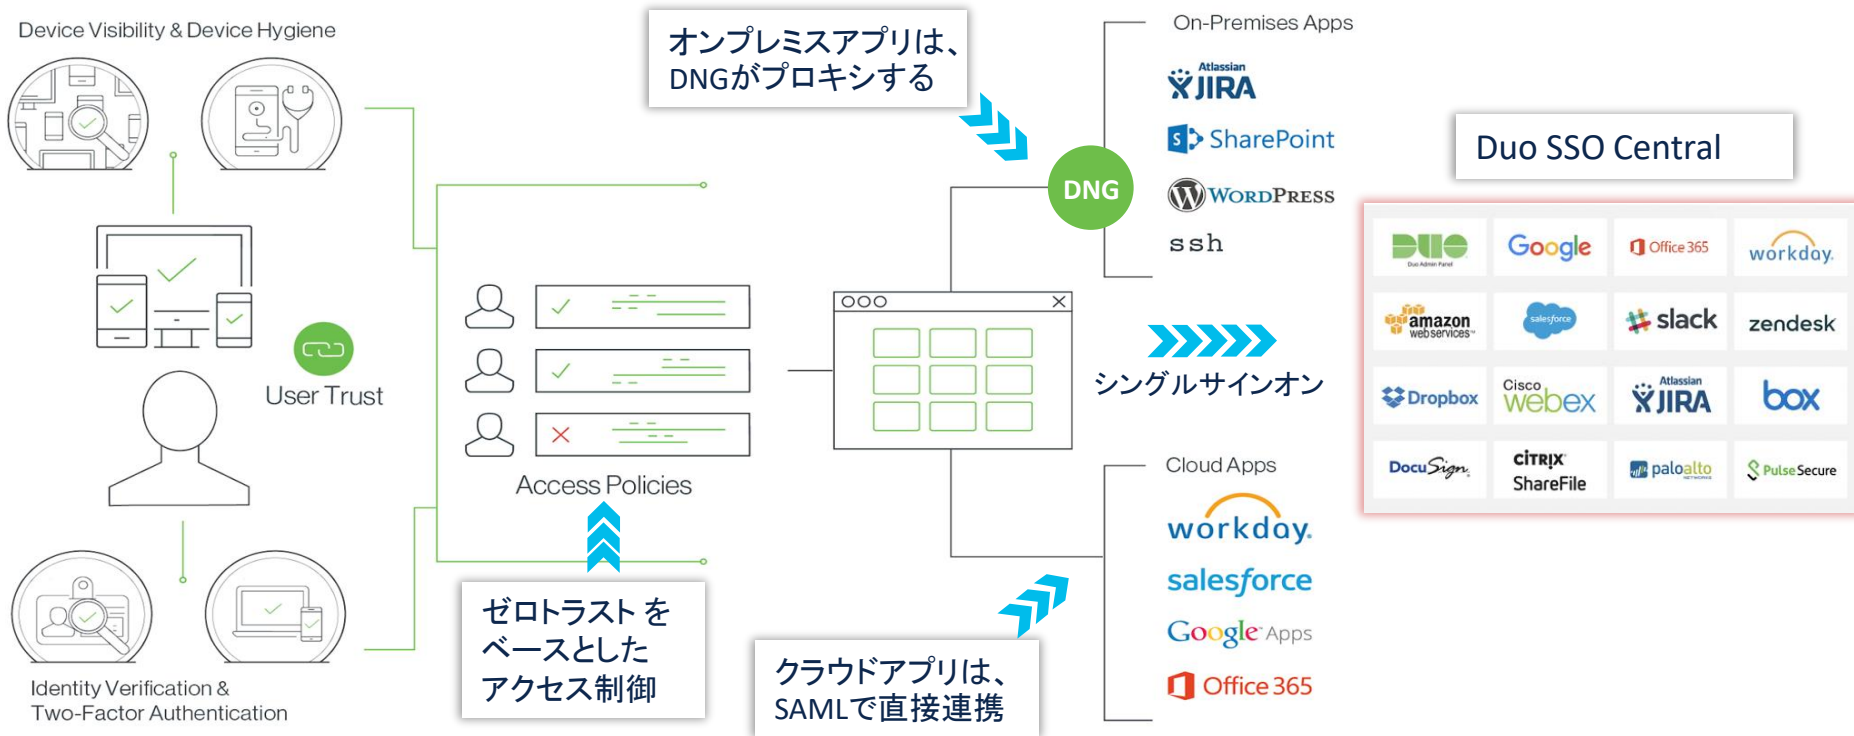 Device Visibility & Device Hygiene
User Trust
Identity Verification &
Two-Factor Authentication
Access Policies
ゼロトラスト を
ベースとした
アクセス制御
オンプレミスアプリは、
DNGがプロキシする
DNG
On-Premises Apps
Atlassian
JIRA
S SharePoint
WORDPRESS
ssh
シングルサインオン
クラウドアプリは、
SAMLで直接連携
Cloud Apps
workday.
salesforce
Google Apps
Office 365
Duo SSO Central
DUO
Duo Admin Panel
Google
Office 365
workday.
amazon
webservices™
salesforce
slack
zendesk
Dropbox
Cisco
webex
Atlassian
JIRA
box
DocuSign.
CITRIX
ShareFile
paloalto
NETWORKS
Pulse Secure